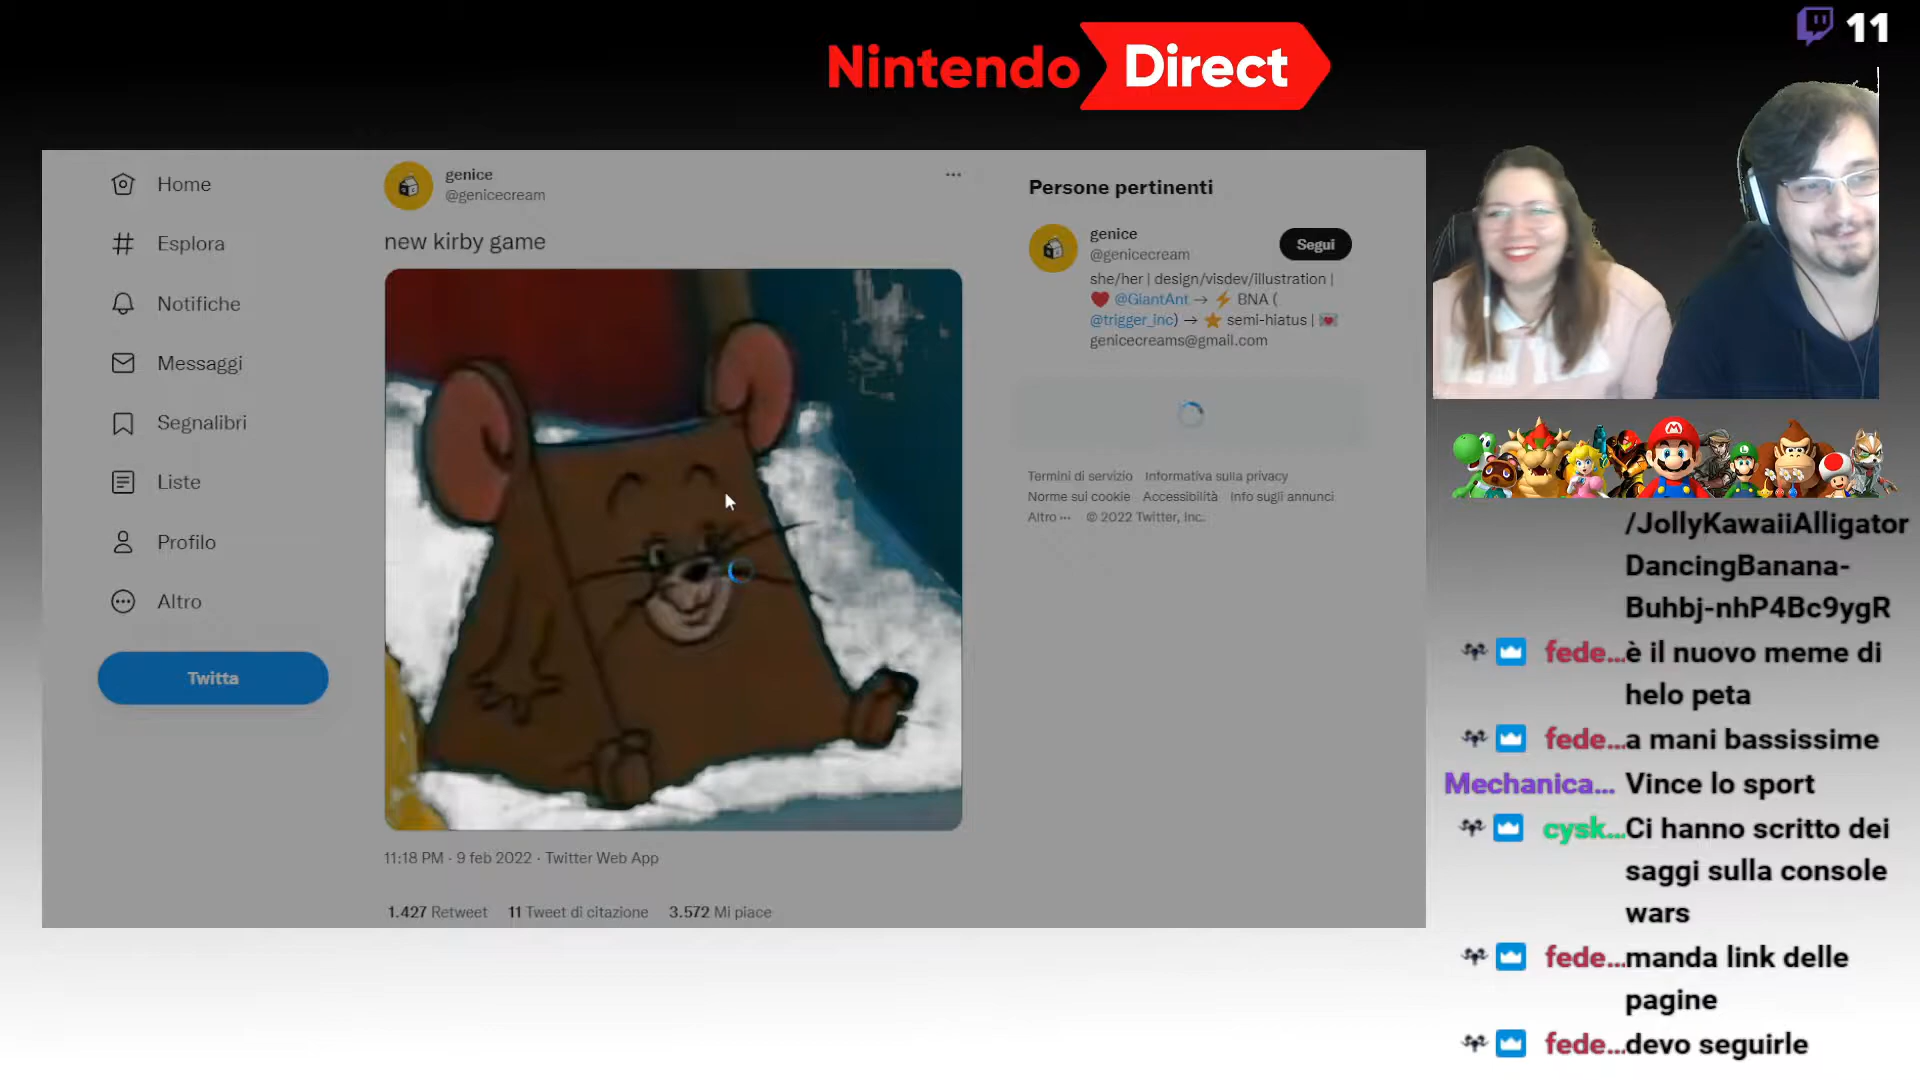 Nintendo Direct
11
Home
Esplora
Notifiche
Messaggi
Segnalibri
Liste
Profilo
Altro
Twitta
genice
@genicecream
new kirby game
11:18 PM · 9 feb 2022 · Twitter Web App
1.427 Retweet 11 Tweet di citazione 3.572 Mi piace
Persone pertinenti
genice
@genicecream
Segui
she/her | design/visdev/illustration |
@GiantAnt → ⚡ BNA (
@trigger_inc) → ⭐ semi-hiatus | 💌
genicecreams@gmail.com
Termini di servizio Informativa sulla privacy
Norme sui cookie Accessibilità Info sugli annunci
Altro ··· © 2022 Twitter, Inc.
/JollyKawaiiAlligator
DancingBanana-
Buhbj-nhP4Bc9ygR
fede...è il nuovo meme di
helo peta
fede...a mani bassissime
Mechanica... Vince lo sport
cysk...Ci hanno scritto dei
saggi sulla console
wars
fede...manda link delle
pagine
fede...devo seguirle